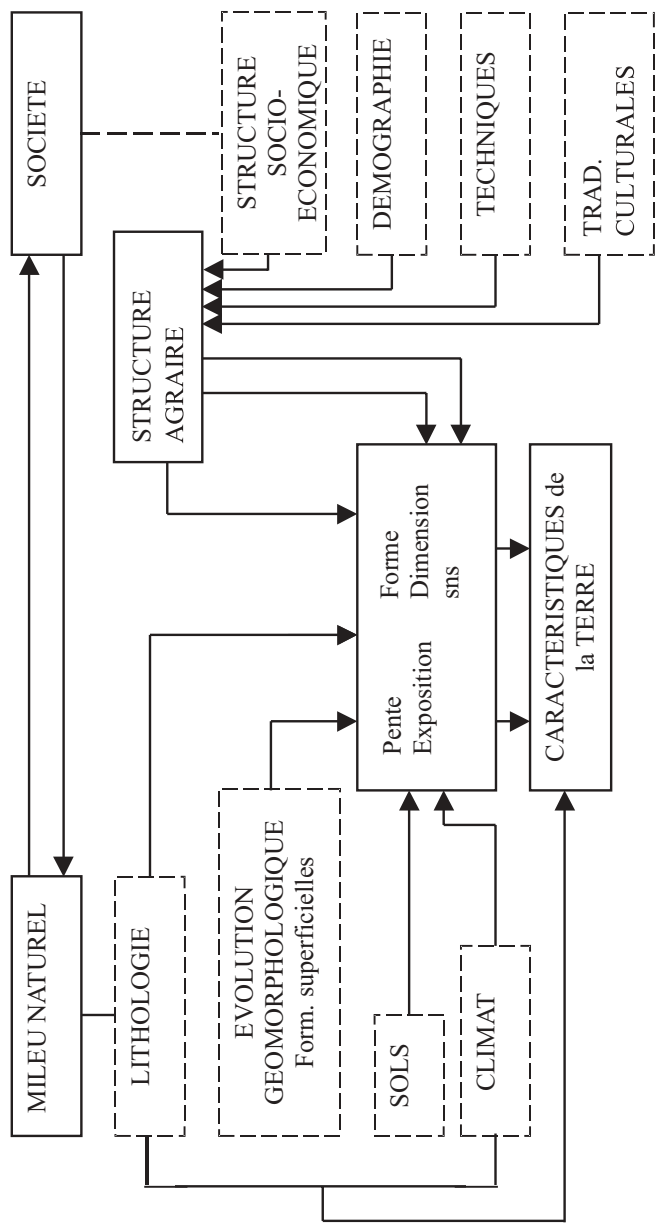 MILEU NATUREL
SOCIETE
LITHOLOGIE
STRUCTURE
AGRAIRE
STRUCTURE
SOCIO-
ECONOMIQUE
EVOLUTION
GEOMORPHOLOGIQUE
Form. superficielles
DEMOGRAPHIE
Pente
Exposition
Forme
Dimension
sns
SOLS
TECHNIQUES
CLIMAT
CARACTERISTIQUES de
la TERRE
TRAD.
CULTURALES